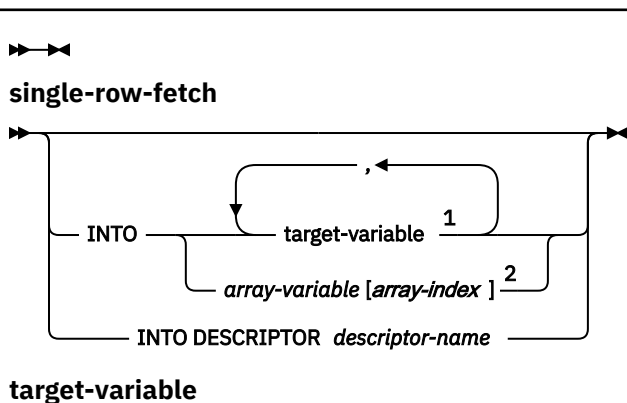 single-row-fetch
,
INTO target-variable 1
array-variable [array-index ] 2
INTO DESCRIPTOR descriptor-name
target-variable